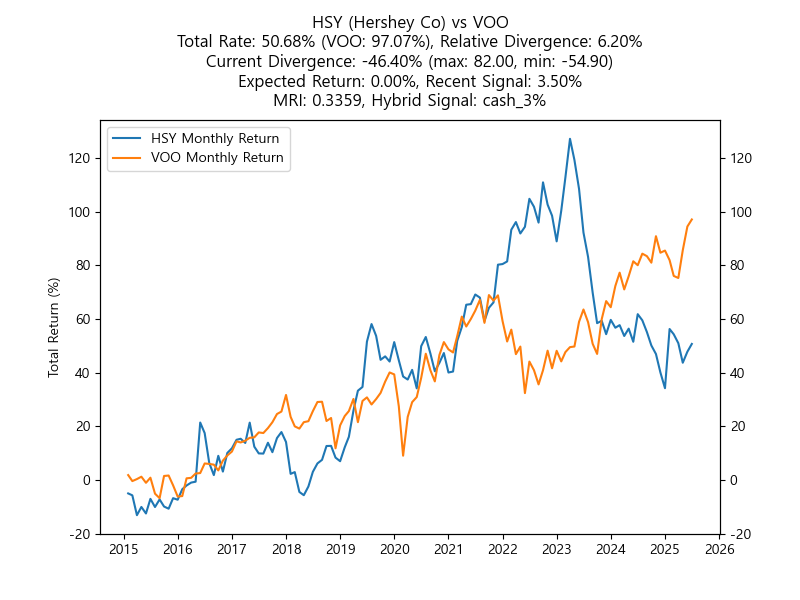 HSY (Hershey Co) vs VOO
Total Rate: 50.68% (VOO: 97.07%), Relative Divergence: 6.20%
Current Divergence: -46.40% (max: 82.00, min: -54.90)
Expected Return: 0.00%, Recent Signal: 3.50%
MRI: 0.3359, Hybrid Signal: cash_3%
HSY Monthly Return
VOO Monthly Return
Total Return (%)
120 120
100 100
80 80
60 60
40 40
20 20
0 0
-20 -20
2015 2016 2017 2018 2019 2020 2021 2022 2023 2024 2025 2026